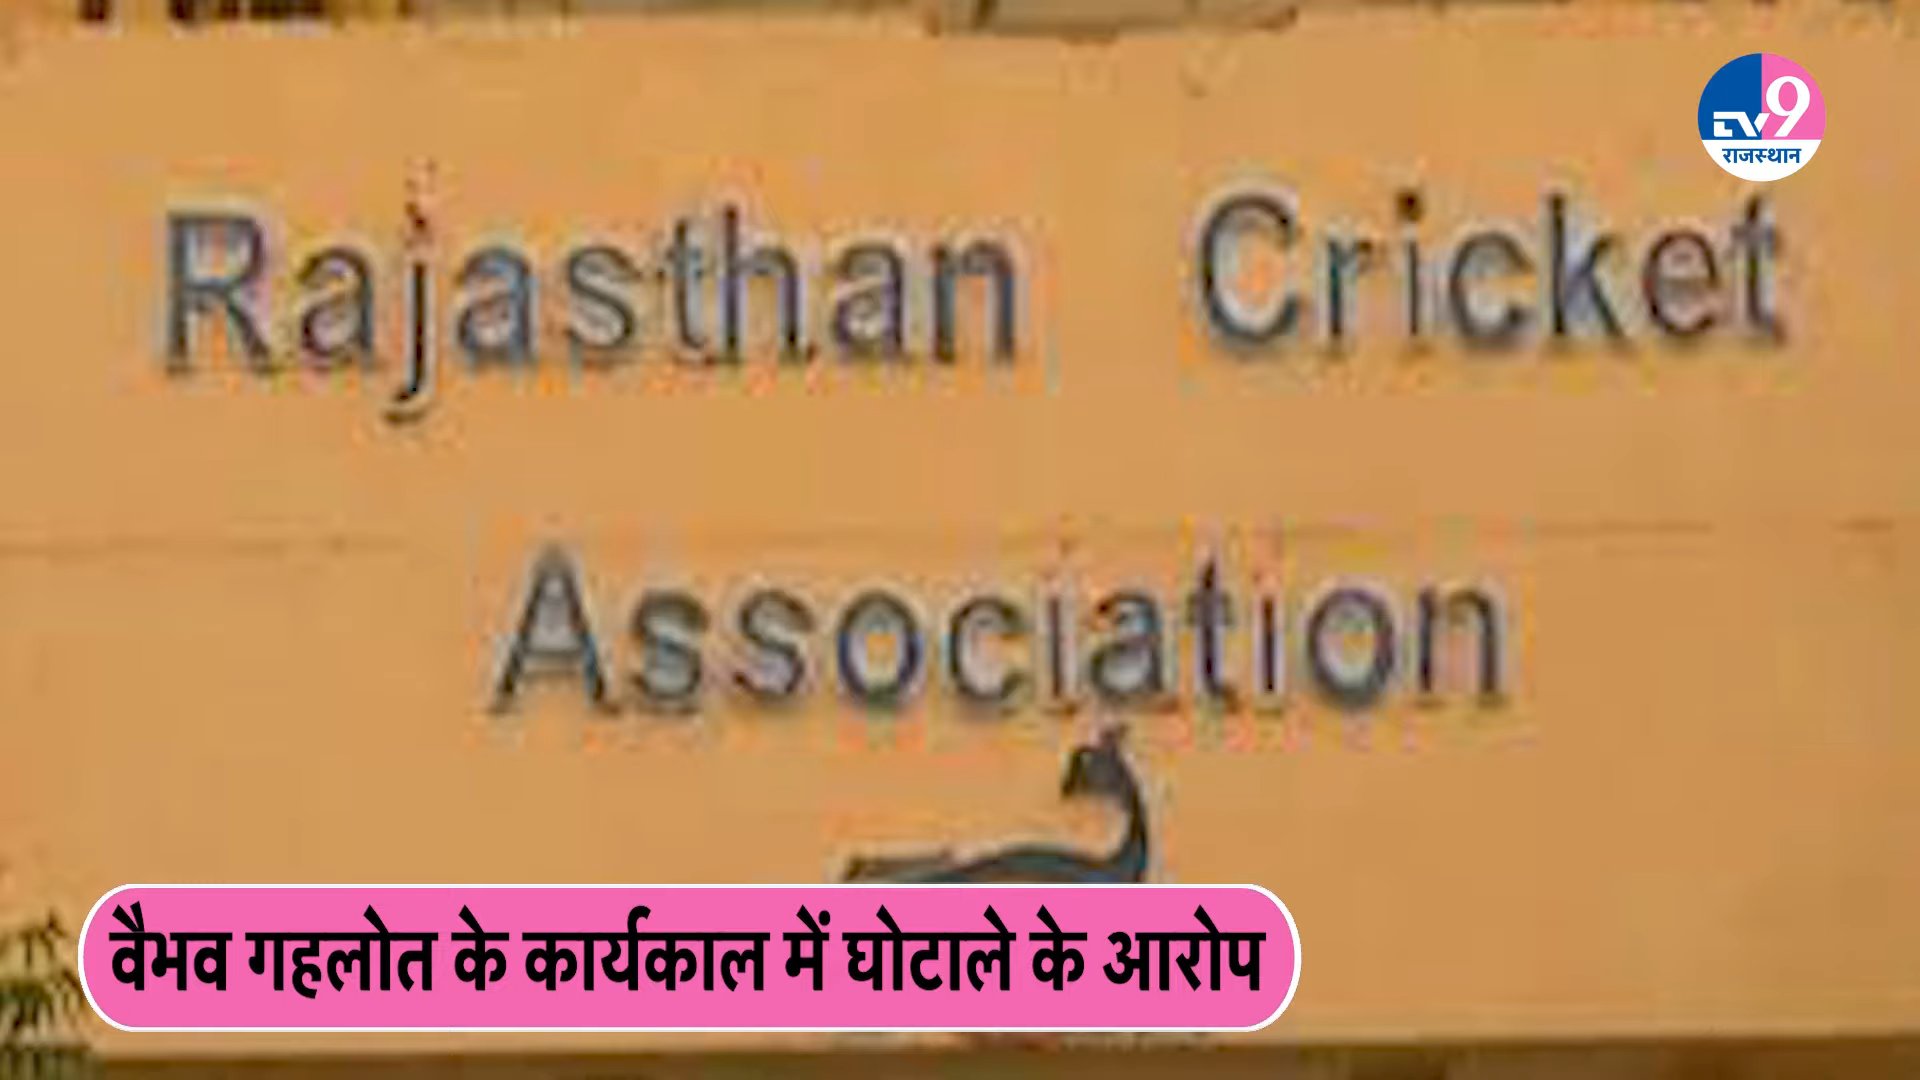 TV9
राजस्थान
Rajasthan Cricket
Association
वैभव गहलोत के कार्यकाल में घोटाले के आरोप